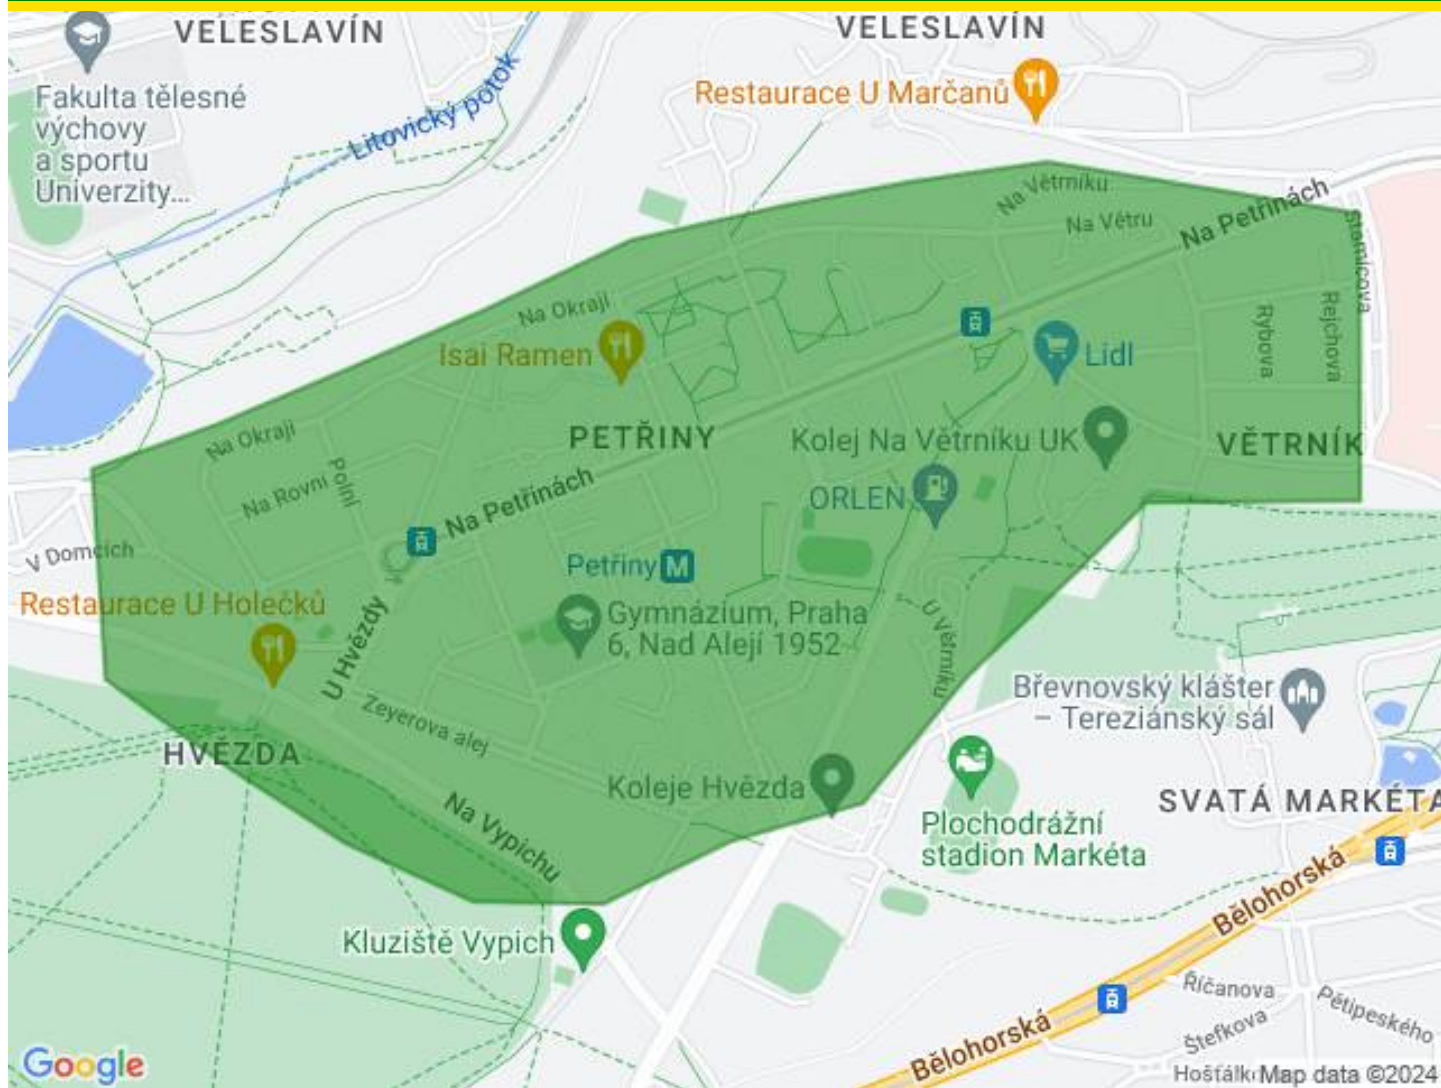 VELESLAVÍN
VELESLAVÍN
Fakulta tělesné
výchovy
a sportu
Univerzity...
Litovický potok
Restaurace U Marčanů
Na Větrníku
Na Větru
Na Petřinách
Stamicova
Na Okraji
Isai Ramen
Lidl
Rybova
Rejchova
Na Okraji
PETŘINY
Kolej Na Větrníku UK
VĚTRNÍK
Na Rovni
Polní
Na Petřinách
ORLEN
V Domcích
Petřiny M
Restaurace U Holečků
Gymnázium, Praha
6, Nad Alejí 1952
U Hvězdy
U Větrníku
Břevnovský klášter
– Tereziánský sál
Zeyerova alej
HVĚZDA
Koleje Hvězda
SVATÁ MARKÉTA
Na Vypichu
Plochodrážní
stadion Markéta
Bělohorská
Kluziště Vypich
Říčanova
Pětipeského
Štefkova
Bělohorská
Google
Hošťálk
Map data ©2024